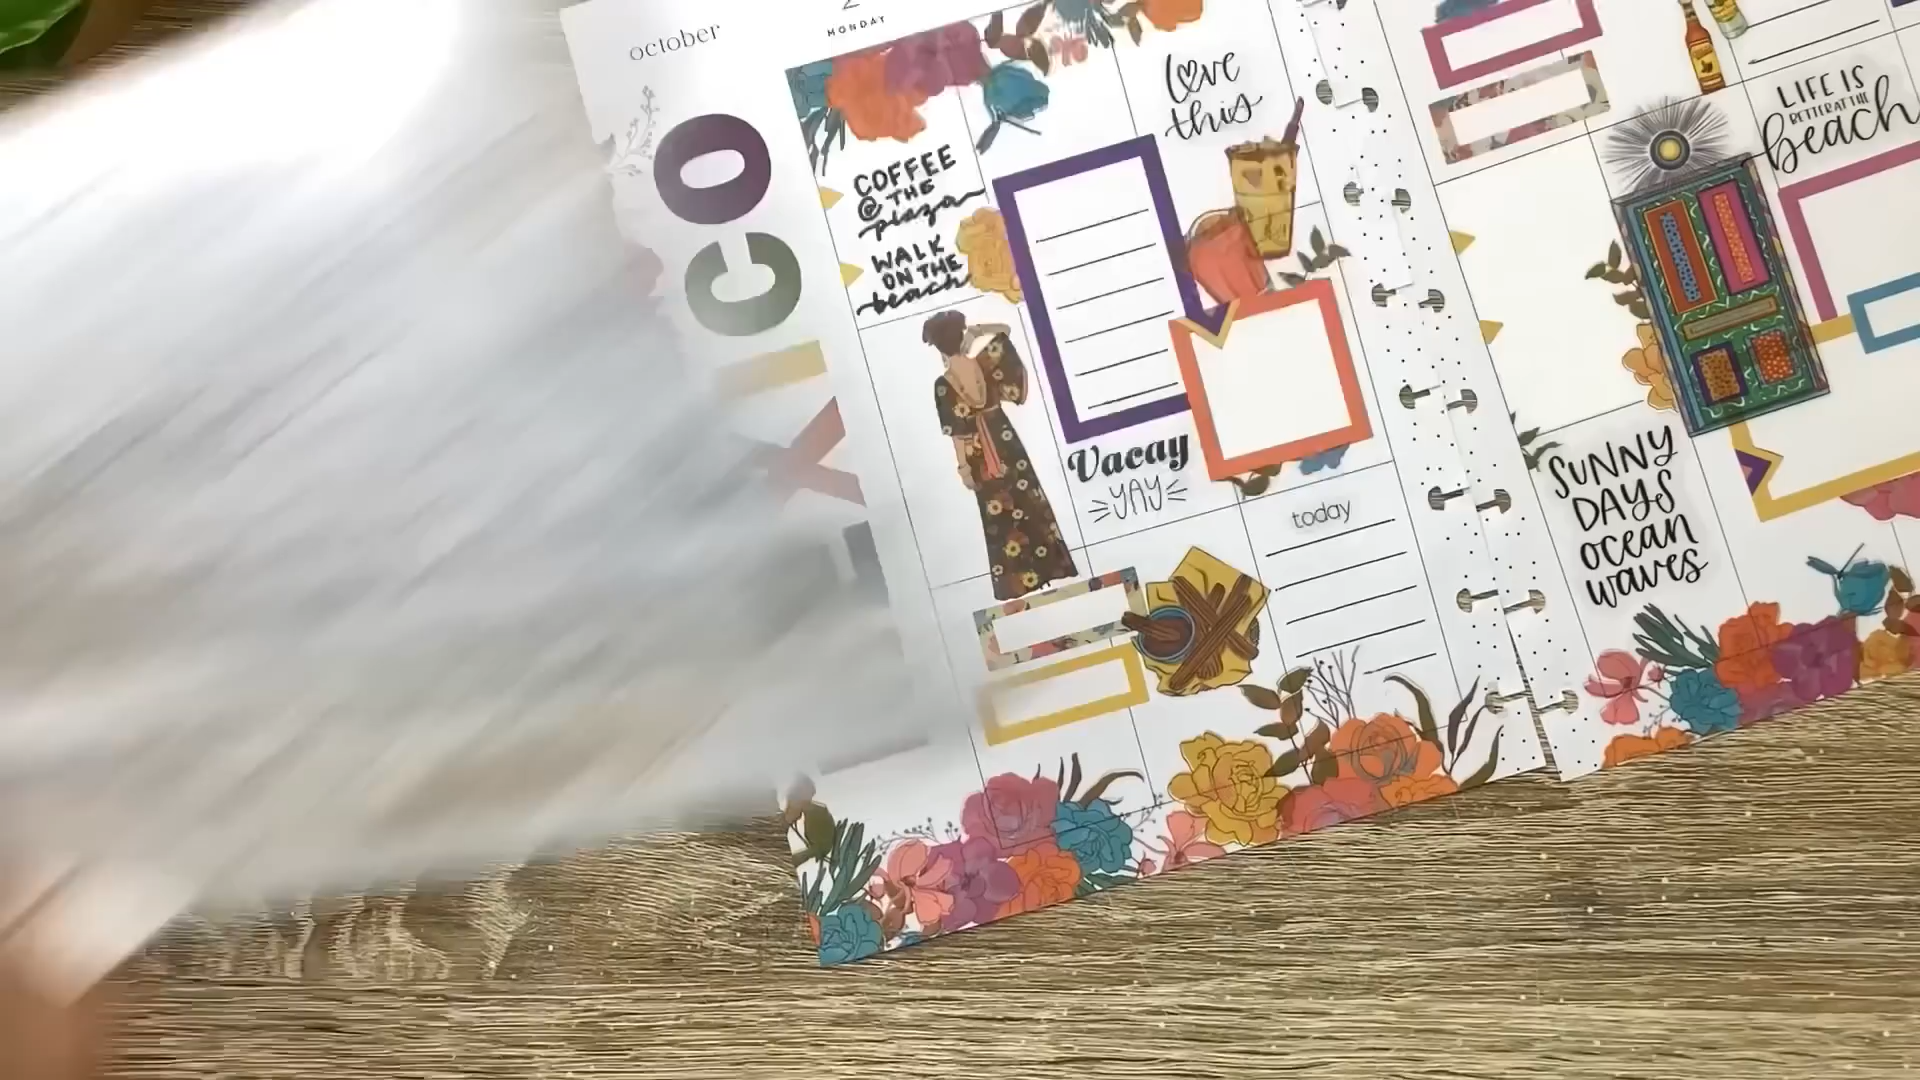 october
MONDAY
love
this
COFFEE
@ THE
plaza
WALK
ON THE
beach
ICO
Vacay
YAY
today
LIFE IS
BETTER AT THE
beach
SUNNY
DAYS
ocean
waves